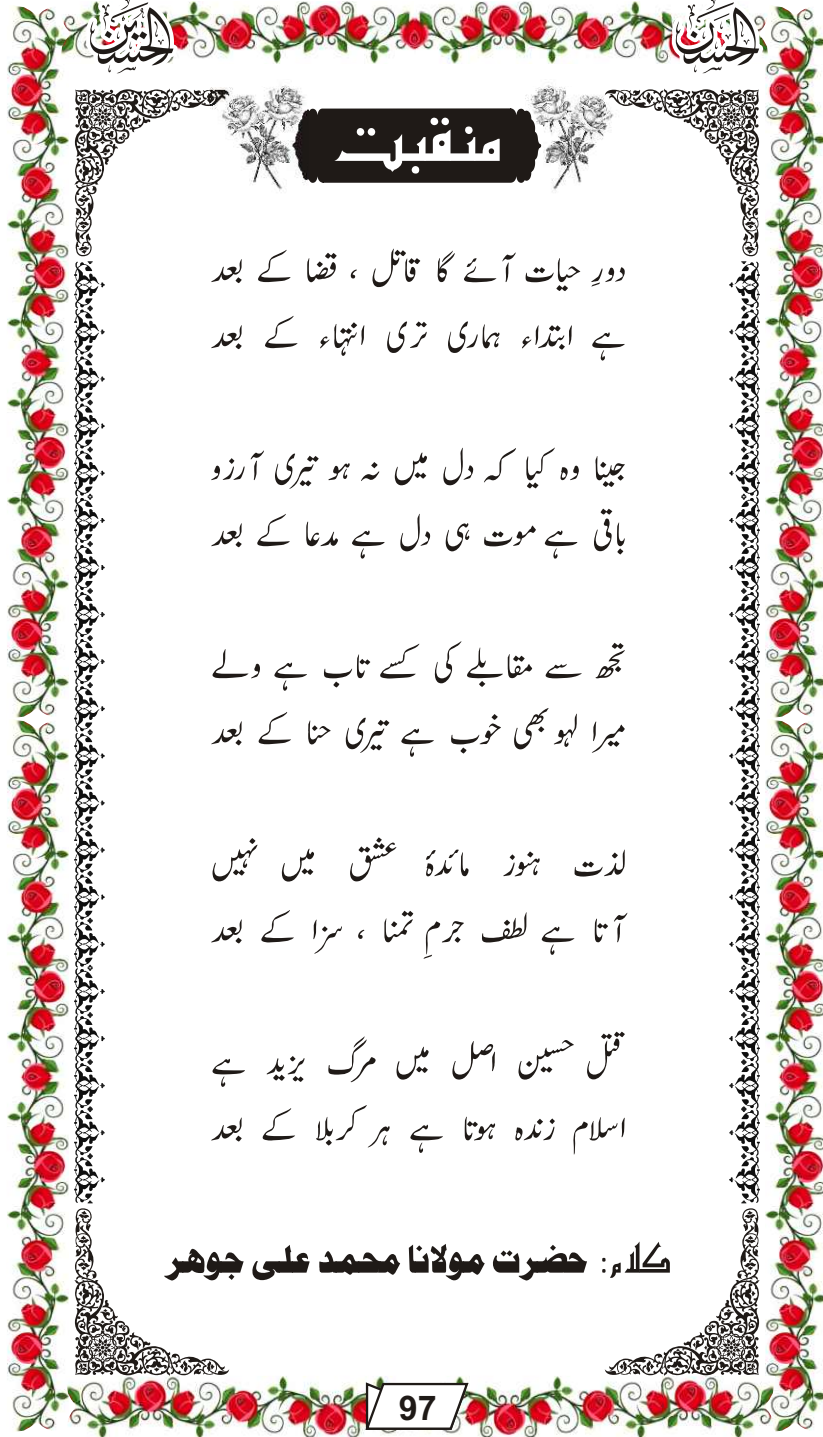 الحسین
الحسن
منقبت
دورِ حیات آئے گا قاتل ، قضا کے بعد
ہے ابتداء ہماری تری انتہاء کے بعد
جینا وہ کیا کہ دل میں نہ ہو تیری آرزو
باقی ہے موت ہی دل ہے مدعا کے بعد
تجھ سے مقابلے کی کسے تاب ہے ولے
میرا لہو بھی خوب ہے تیری حنا کے بعد
لذت ہنوز مائدۂ عشق میں نہیں
آتا ہے لطف جرمِ تمنا ، سزا کے بعد
قتل حسین اصل میں مرگ یزید ہے
اسلام زندہ ہوتا ہے ہر کربلا کے بعد
کلام: حضرت مولانا محمد علی جوھر
97